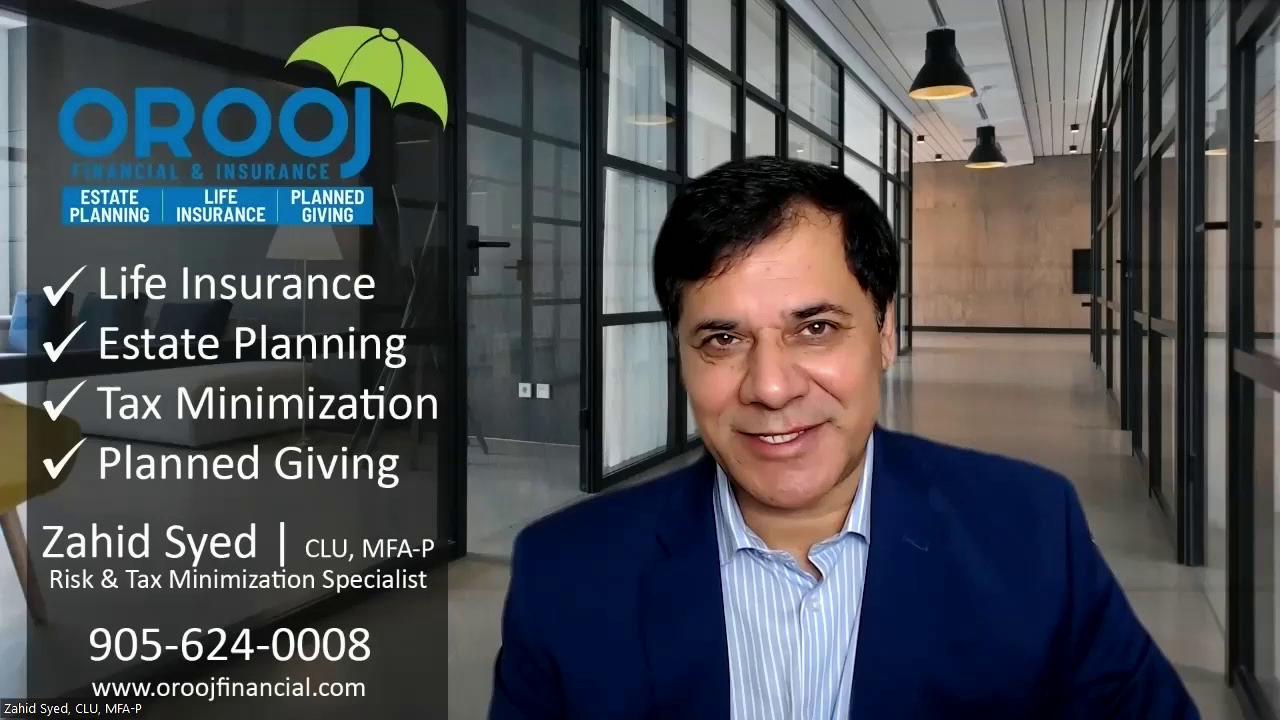 OROOJ
FINANCIAL & INSURANCE
ESTATE PLANNING
LIFE INSURANCE
PLANNED GIVING
✓ Life Insurance
✓ Estate Planning
✓ Tax Minimization
✓ Planned Giving
Zahid Syed | CLU, MFA-P
Risk & Tax Minimization Specialist
905-624-0008
www.oroojfinancial.com
Zahid Syed, CLU, MFA-P